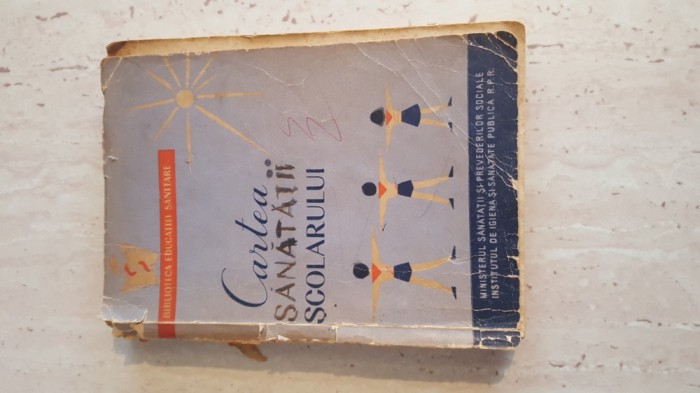 BIBLIOTECA EDUCAȚIEI SANITARE
Cartea
SĂNĂTĂȚII
ȘCOLARULUI
MINISTERUL SĂNĂTĂȚII ȘI PREVEDERILOR SOCIALE
INSTITUTUL DE IGIENĂ ȘI SĂNĂTATE PUBLICĂ R.P.R.